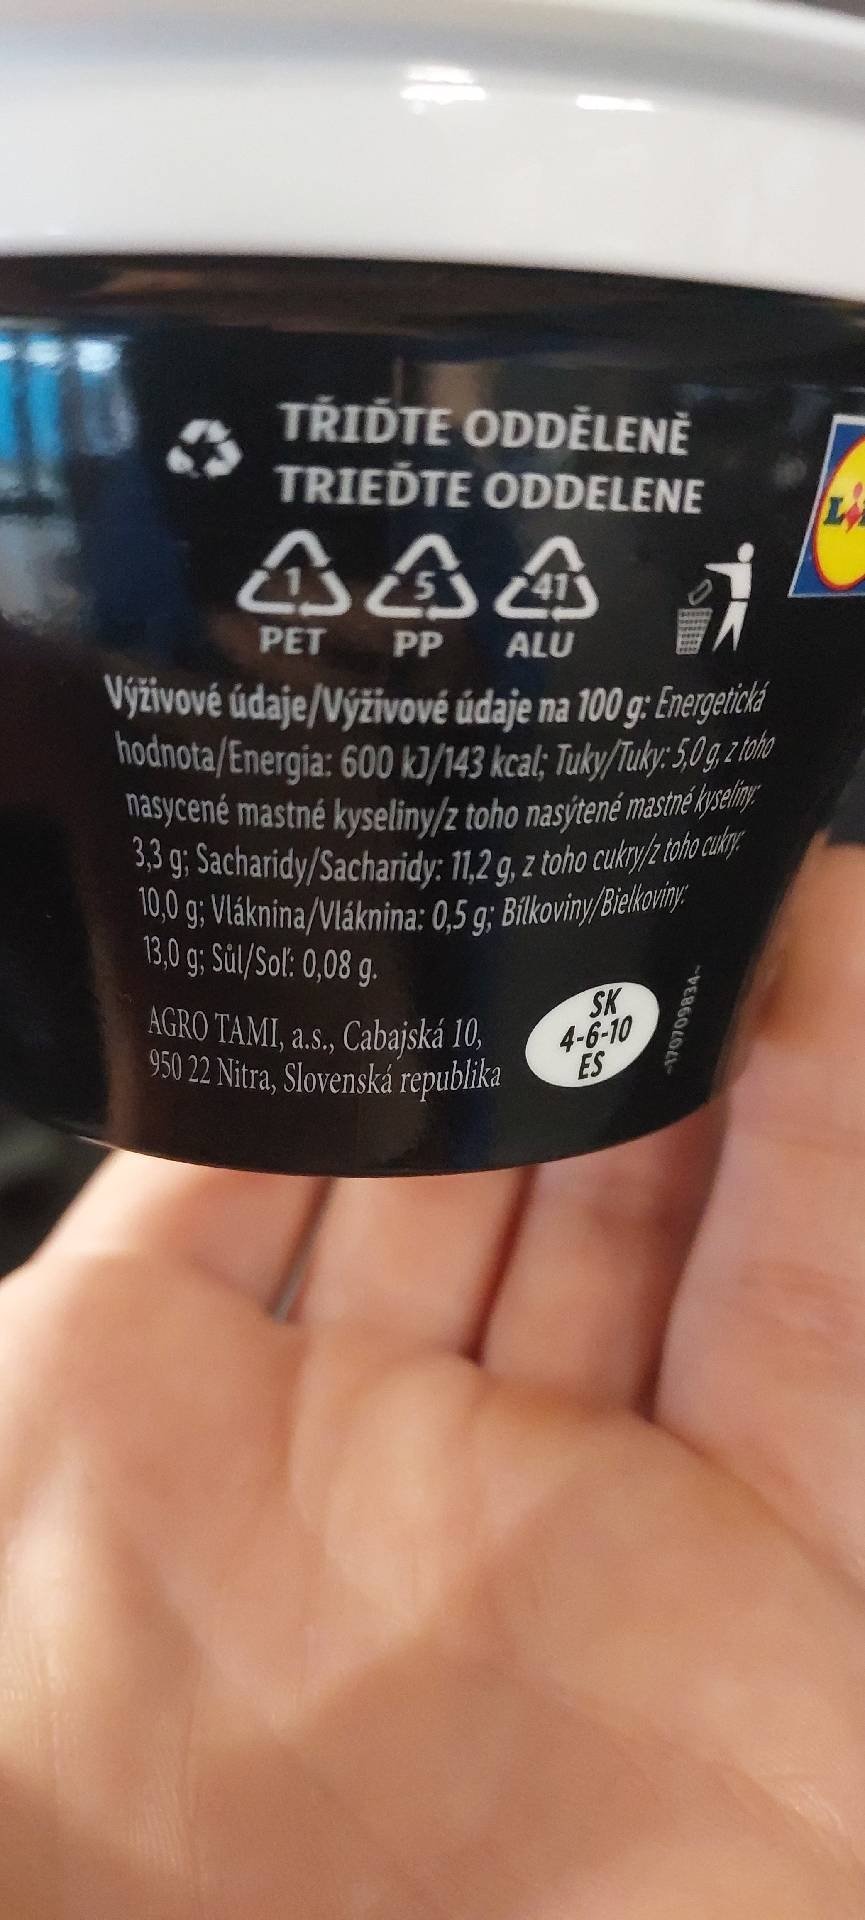 TŘIĎTE ODDĚLENĚ
TRIEĎTE ODDELENE
1 5 41
PET PP ALU
Výživové údaje/Výživové údaje na 100 g: Energetická
hodnota/Energia: 600 kJ/143 kcal; Tuky/Tuky: 5,0 g, z toho
nasycené mastné kyseliny/z toho nasýtené mastné kyseliny:
3,3 g; Sacharidy/Sacharidy: 11,2 g, z toho cukry/z toho cukry:
10,0 g; Vláknina/Vláknina: 0,5 g; Bílkoviny/Bielkoviny:
13,0 g; Sůl/Soľ: 0,08 g.
AGRO TAMI, a.s., Cabajská 10,
950 22 Nitra, Slovenská republika
SK
4-6-10
ES
-170709834-